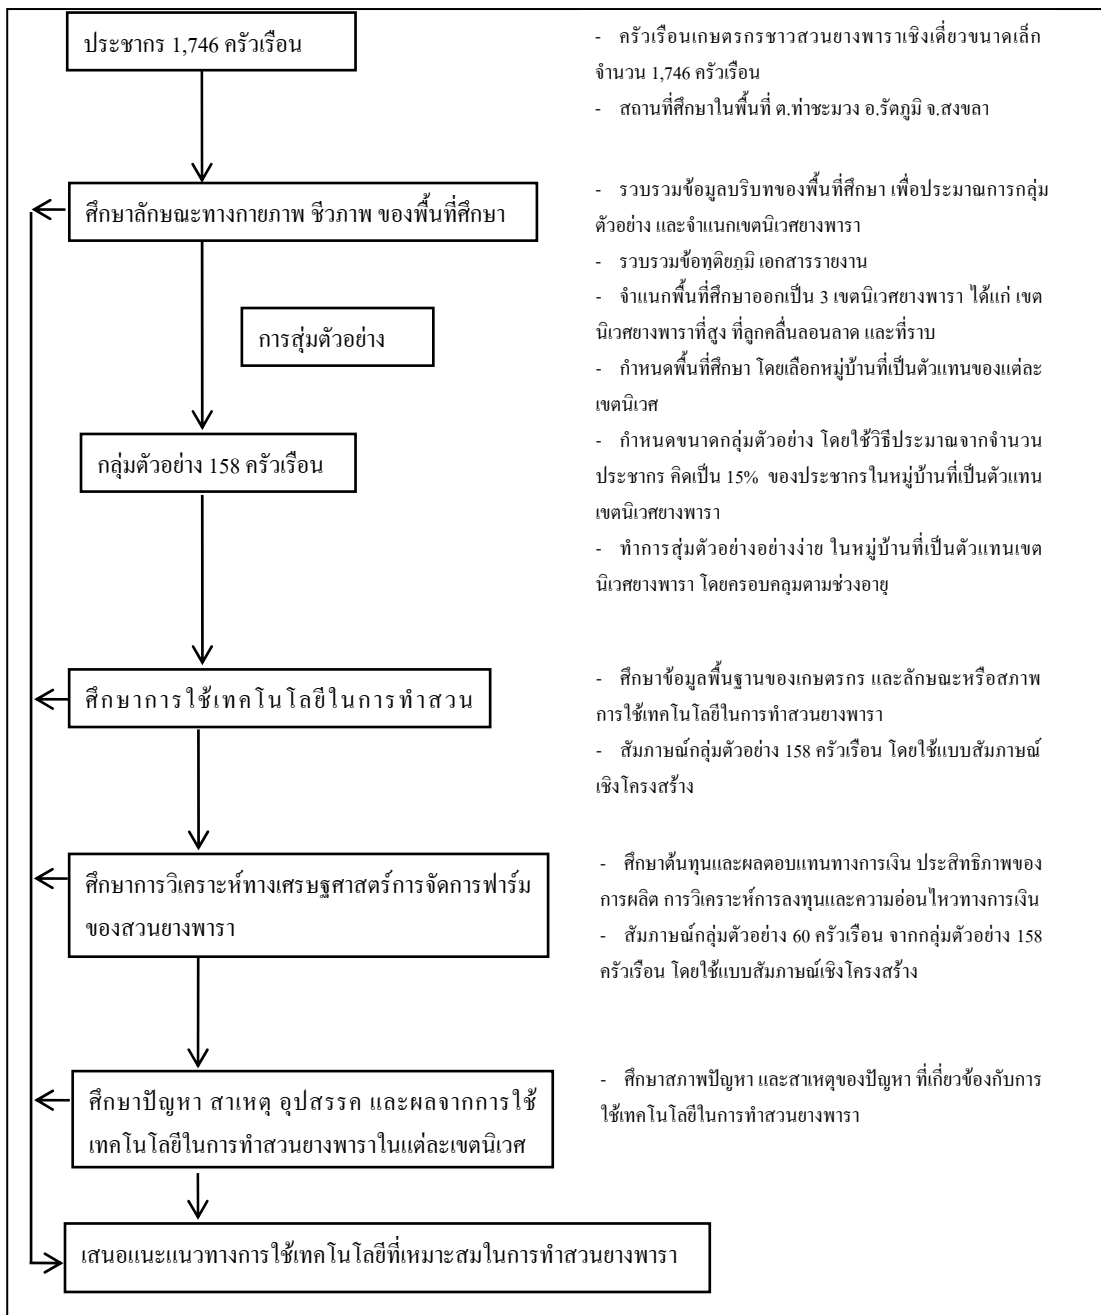 ประชากร 1,746 ครัวเรือน
- ครัวเรือนเกษตรกรชาวสวนยางพาราเชิงเดี่ยวขนาดเล็ก
จำนวน 1,746 ครัวเรือน
- สถานที่ศึกษาในพื้นที่ ต.ท่าชะมวง อ.รัตภูมิ จ.สงขลา
ศึกษาลักษณะทางกายภาพ ชีวภาพ ของพื้นที่ศึกษา
- รวบรวมข้อมูลบริบทของพื้นที่ศึกษา เพื่อประมาณการกลุ่ม
ตัวอย่าง และจำแนกเขตนิเวศยางพารา
- รวบรวมข้อทุติยภูมิ เอกสารรายงาน
- จำแนกพื้นที่ศึกษาออกเป็น 3 เขตนิเวศยางพารา ได้แก่ เขต
นิเวศยางพาราที่สูง ที่ลูกคลื่นลอนลาด และที่ราบ
- กำหนดพื้นที่ศึกษา โดยเลือกหมู่บ้านที่เป็นตัวแทนของแต่ละ
เขตนิเวศ
การสุ่มตัวอย่าง
กลุ่มตัวอย่าง 158 ครัวเรือน
- กำหนดขนาดกลุ่มตัวอย่าง โดยใช้วิธีประมาณจากจำนวน
ประชากร คิดเป็น 15% ของประชากรในหมู่บ้านที่เป็นตัวแทน
เขตนิเวศยางพารา
- ทำการสุ่มตัวอย่างอย่างง่าย ในหมู่บ้านที่เป็นตัวแทนเขต
นิเวศยางพารา โดยครอบคลุมตามช่วงอายุ
ศึกษาการใช้เทคโนโลยีในการทำสวน
- ศึกษาข้อมูลพื้นฐานของเกษตรกร และลักษณะหรือสภาพ
การใช้เทคโนโลยีในการทำสวนยางพารา
- สัมภาษณ์กลุ่มตัวอย่าง 158 ครัวเรือน โดยใช้แบบสัมภาษณ์
เชิงโครงสร้าง
ศึกษาการวิเคราะห์ทางเศรษฐศาสตร์การจัดการฟาร์ม
ของสวนยางพารา
- ศึกษาต้นทุนและผลตอบแทนทางการเงิน ประสิทธิภาพของ
การผลิต การวิเคราะห์การลงทุนและความอ่อนไหวทางการเงิน
- สัมภาษณ์กลุ่มตัวอย่าง 60 ครัวเรือน จากกลุ่มตัวอย่าง 158
ครัวเรือน โดยใช้แบบสัมภาษณ์เชิงโครงสร้าง
ศึกษาปัญหา สาเหตุ อุปสรรค และผลจากการใช้
เทคโนโลยีในการทำสวนยางพาราในแต่ละเขตนิเวศ
- ศึกษาสภาพปัญหา และสาเหตุของปัญหา ที่เกี่ยวข้องกับการ
ใช้เทคโนโลยีในการทำสวนยางพารา
เสนอแนะแนวทางการใช้เทคโนโลยีที่เหมาะสมในการทำสวนยางพารา